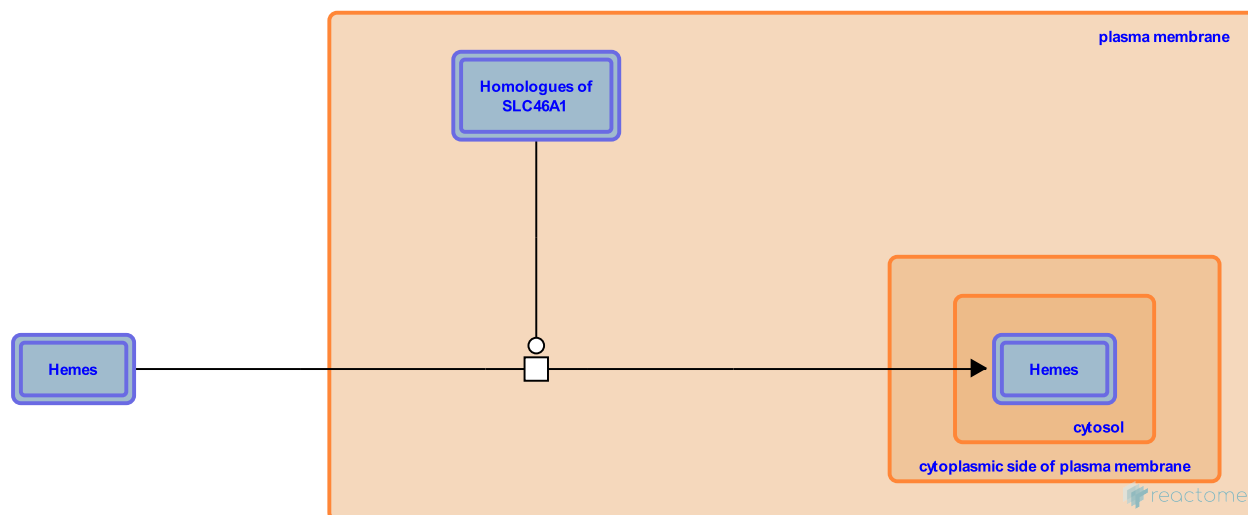 plasma membrane
Homologues of
SLC46A1
Hemes
Hemes
cytosol
cytoplasmic side of plasma membrane
reactome